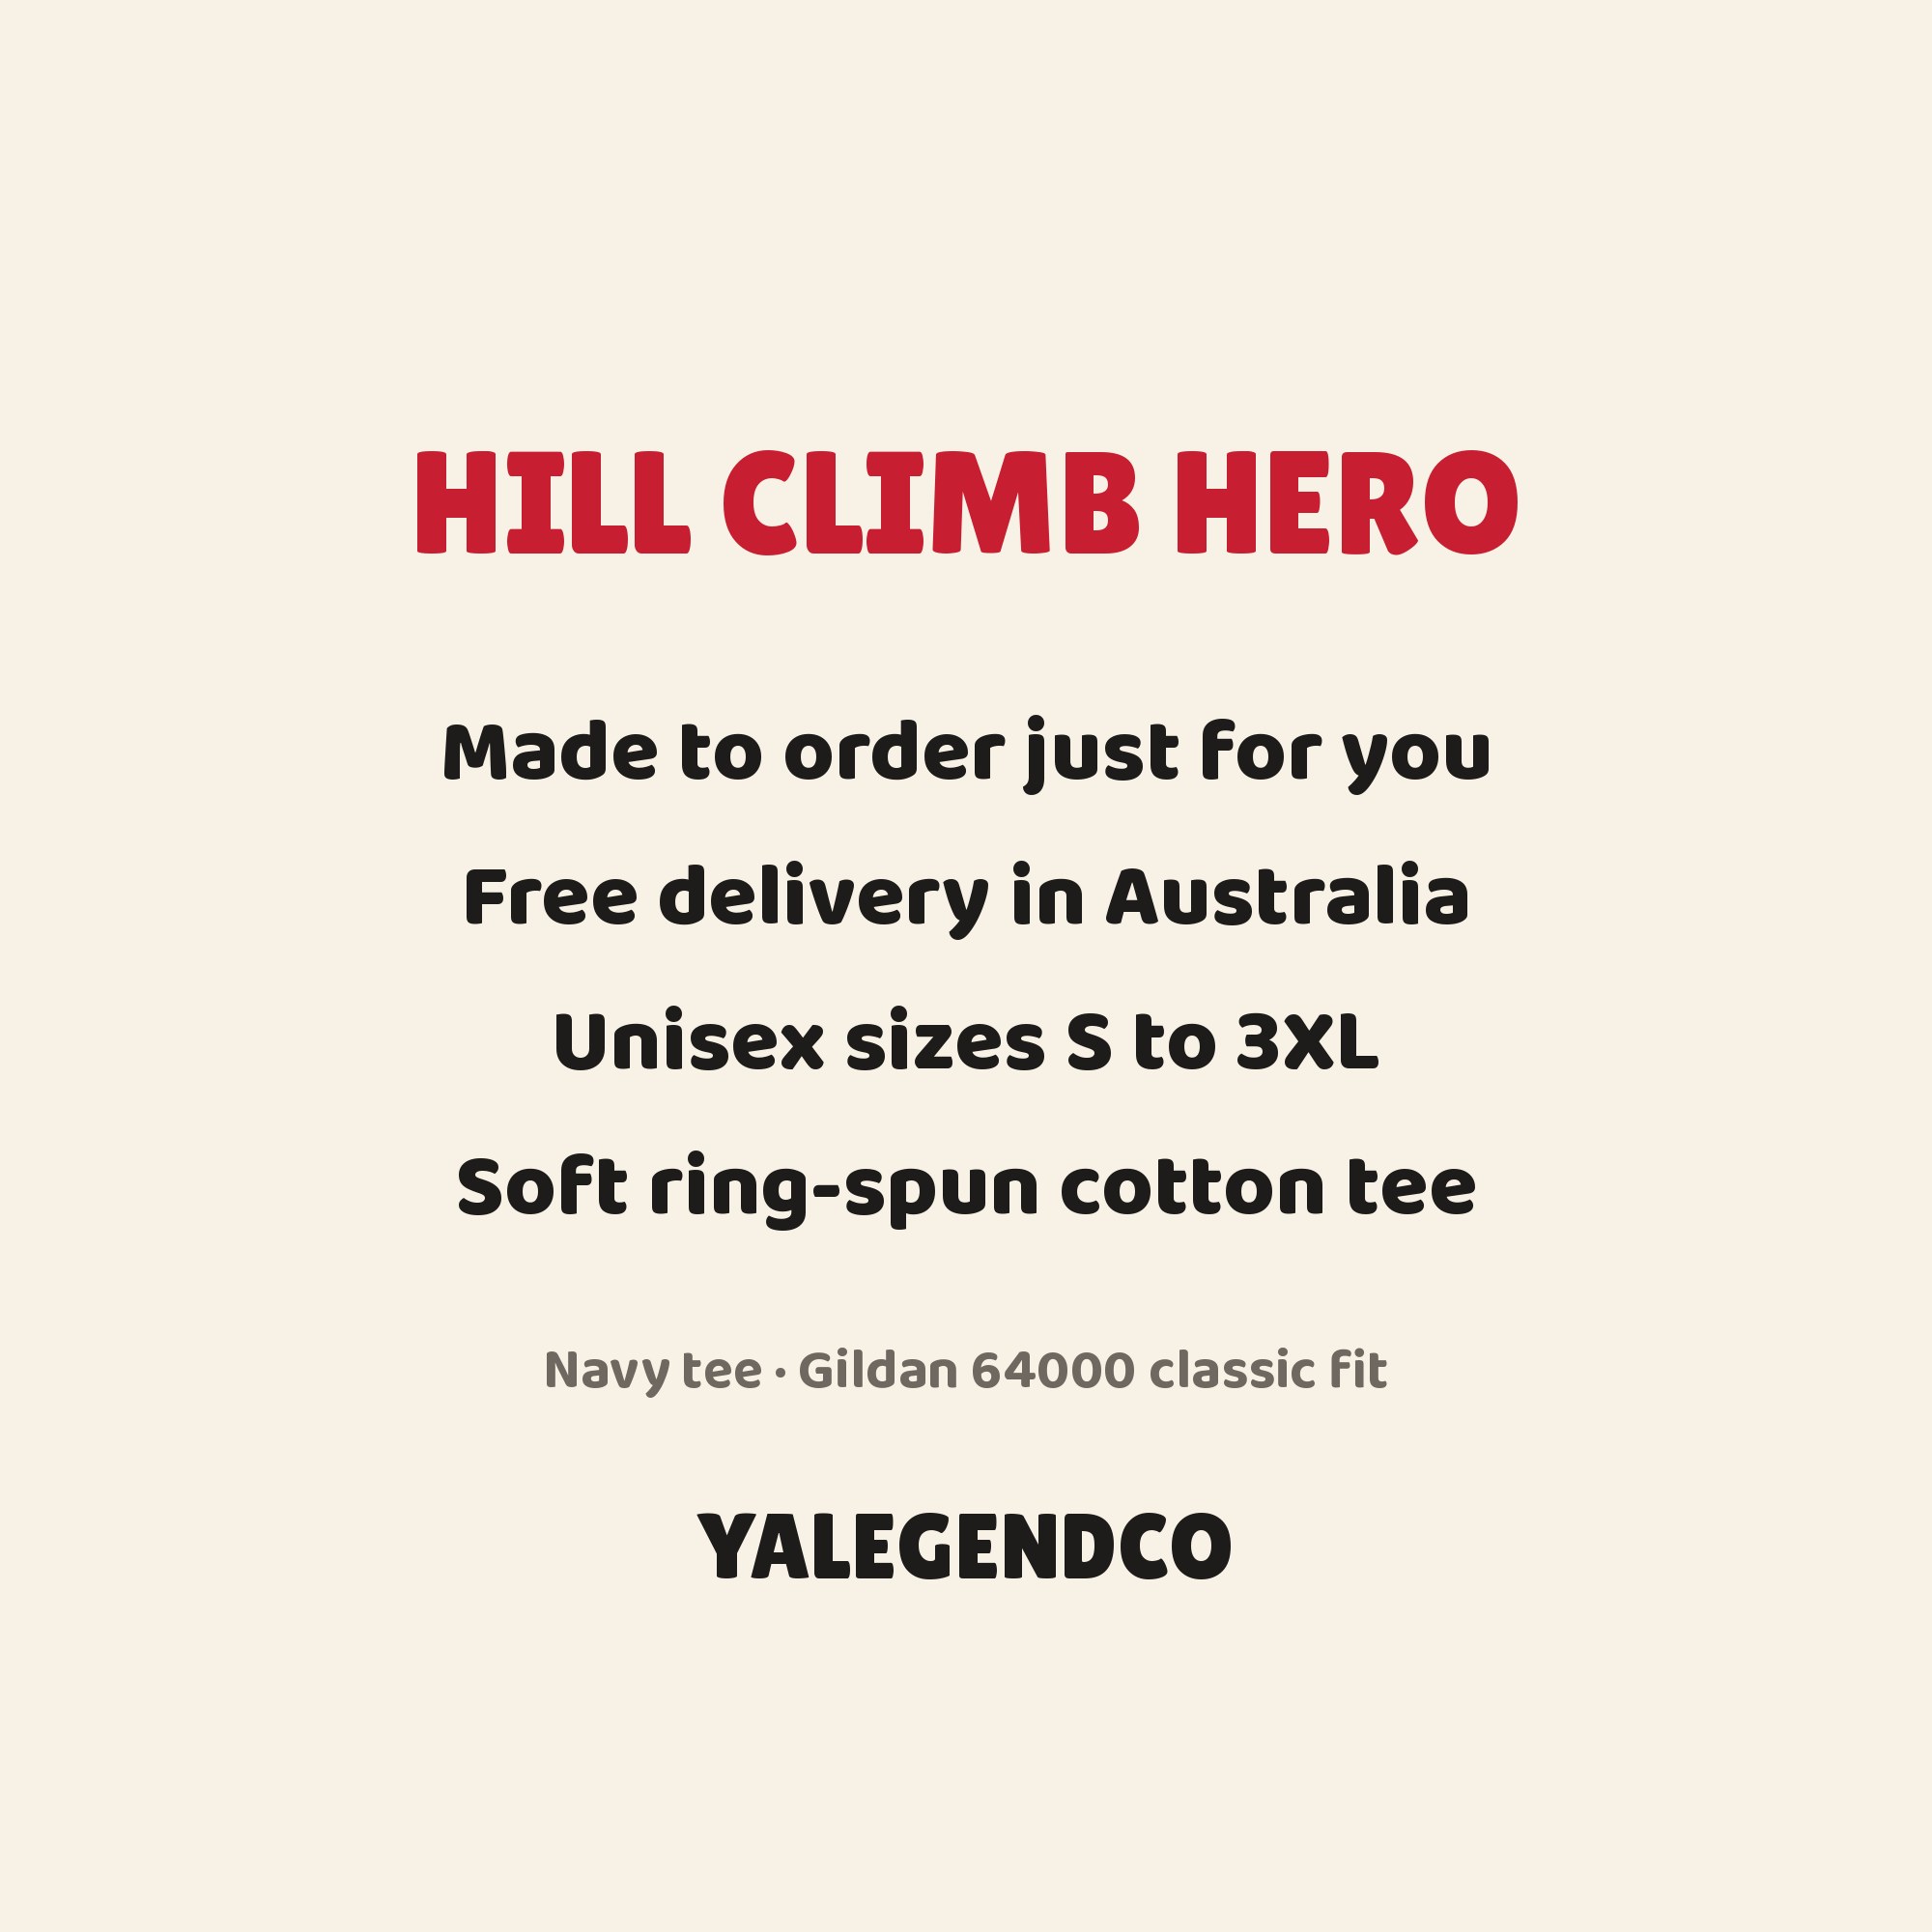 HILL CLIMB HERO
Made to order just for you
Free delivery in Australia
Unisex sizes S to 3XL
Soft ring-spun cotton tee
Navy tee · Gildan 64000 classic fit
YALEGENDCO